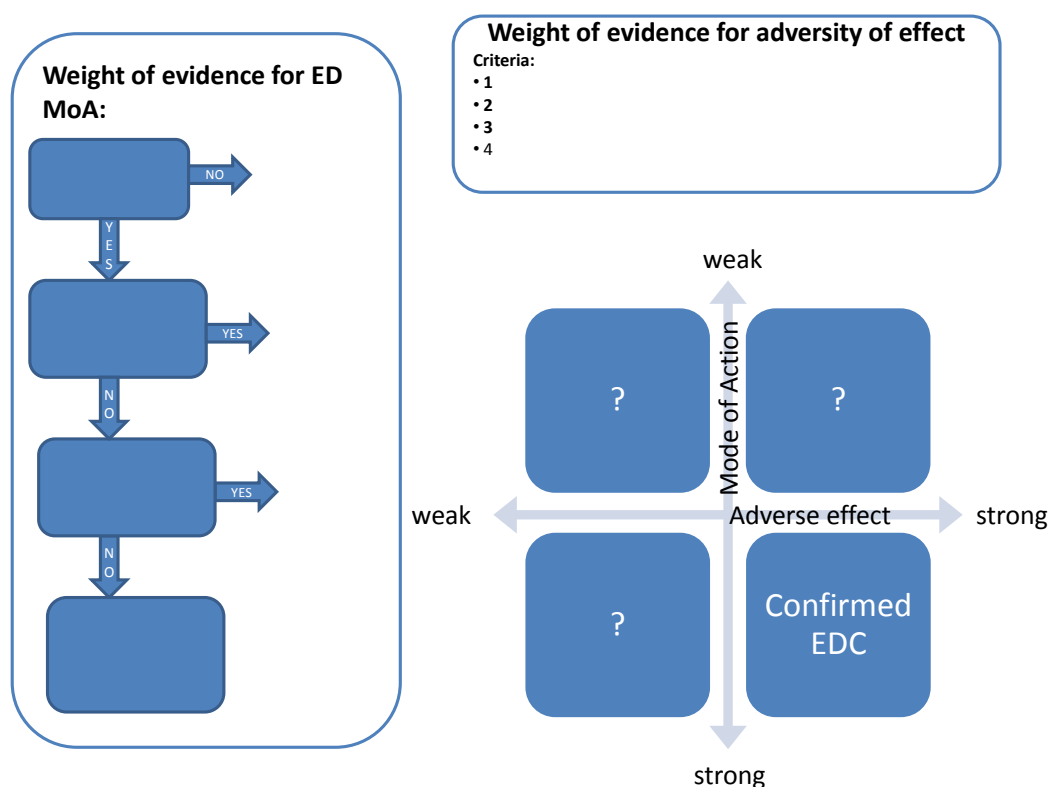 Weight of evidence for ED
MoA:
NO
YES
YES
NO
YES
NO
Weight of evidence for adversity of effect
Criteria:
• 1
• 2
• 3
• 4
weak
Mode of Action
?
?
weak
Adverse effect
strong
?
Confirmed
EDC
strong